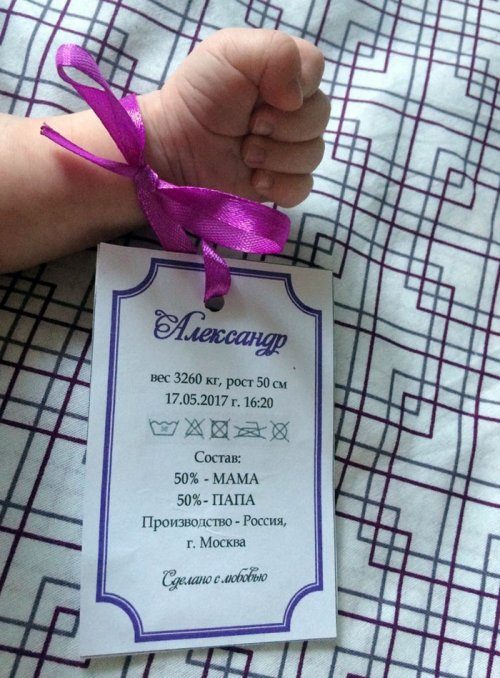 Александр
вес 3260 кг, рост 50 см
17.05.2017 г. 16:20
Состав:
50% - МАМА
50% - ПАПА
Производство - Россия,
г. Москва
Сделано с любовью